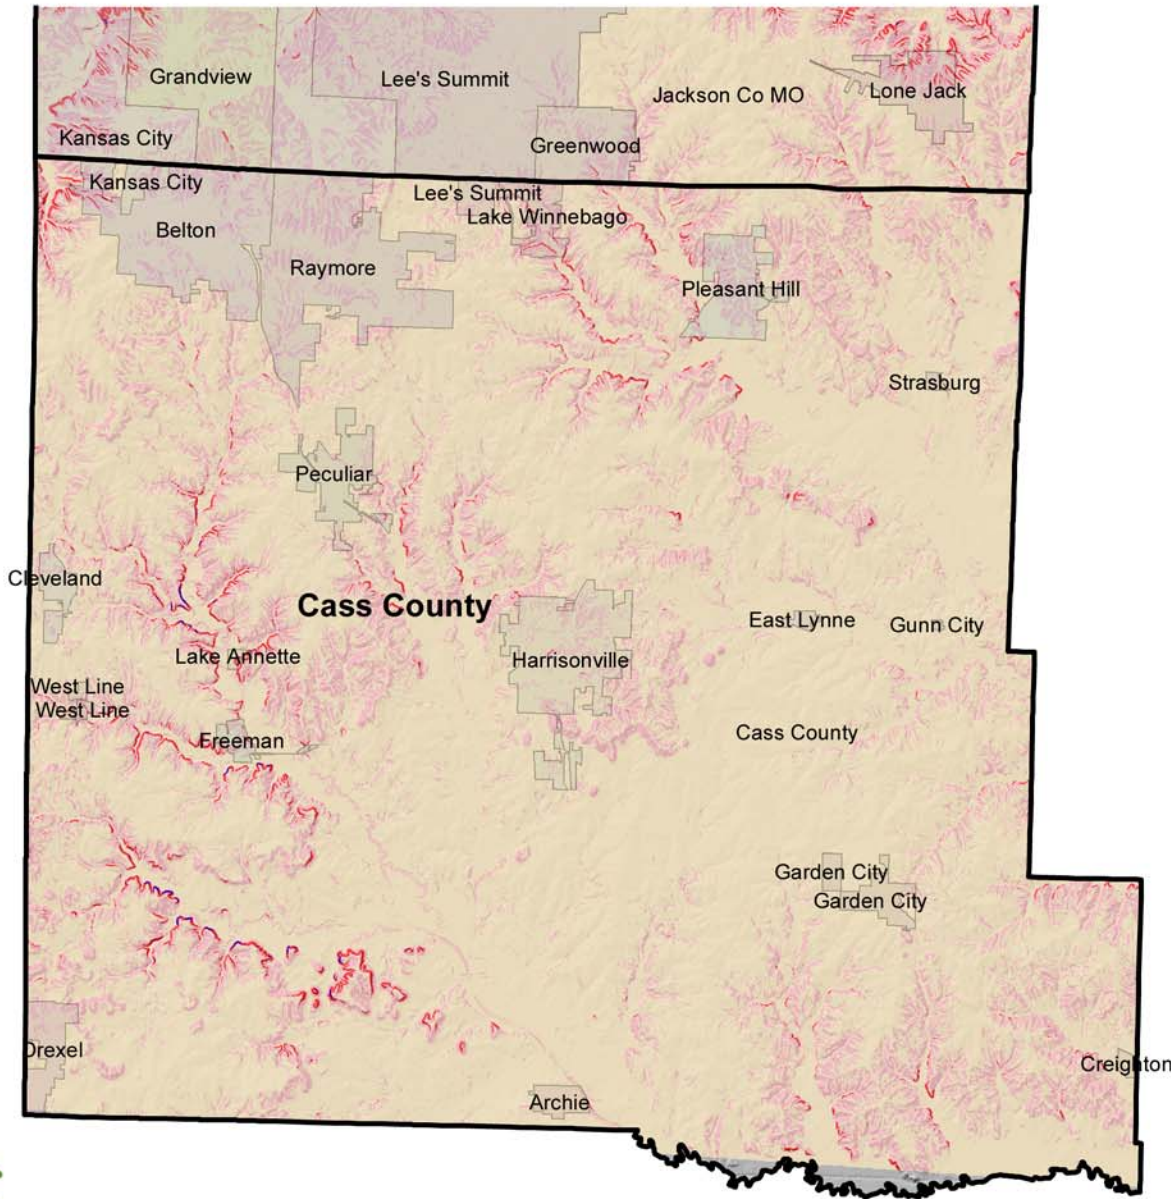 Grandview
Lee's Summit
Jackson Co MO
Lone Jack
Kansas City
Greenwood
Kansas City
Lee's Summit
Lake Winnebago
Belton
Raymore
Pleasant Hill
Strasburg
Peculiar
Cleveland
Cass County
East Lynne
Gunn City
Lake Annette
Harrisonville
West Line
West Line
Freeman
Cass County
Garden City
Garden City
Drexel
Creighton
Archie